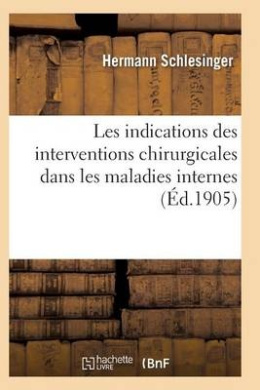 Hermann Schlesinger
Les indications des interventions chirurgicales dans les maladies internes (Éd.1905)
hachette LIVRE
{BnF